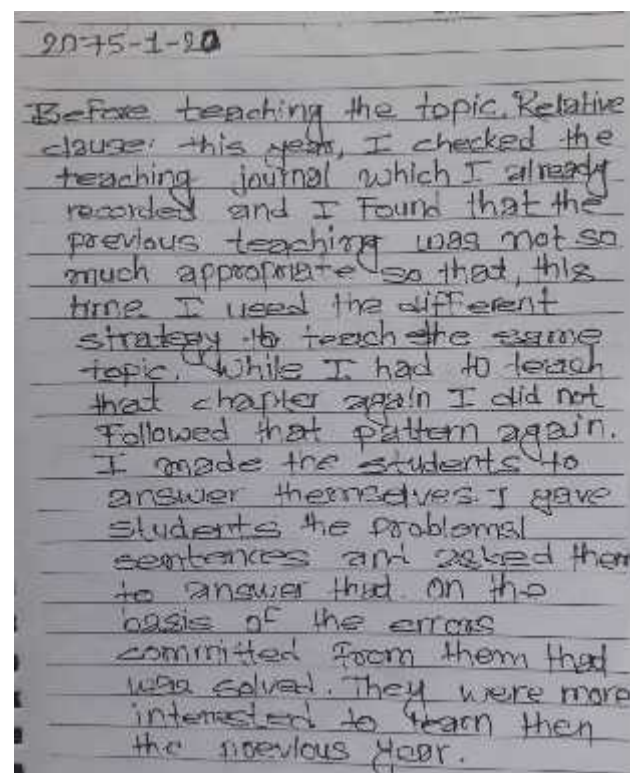 2075-1-20
Before teaching the topic, Relative
clause: this year, I checked the
teaching journal which I already
recorded and I Found that the
previous teaching was not so
much appropriate so that, this
time I used the different
strategy to teach the same
topic. While I had to teach
that chapter again I did not
Followed that pattern again.
I made the students to
answer themselves. I gave
students the problems/
sentences and asked them
to answer that. On the
basis of the errors
committed from them that
was solved. They were more
interested to learn then
the previous year.